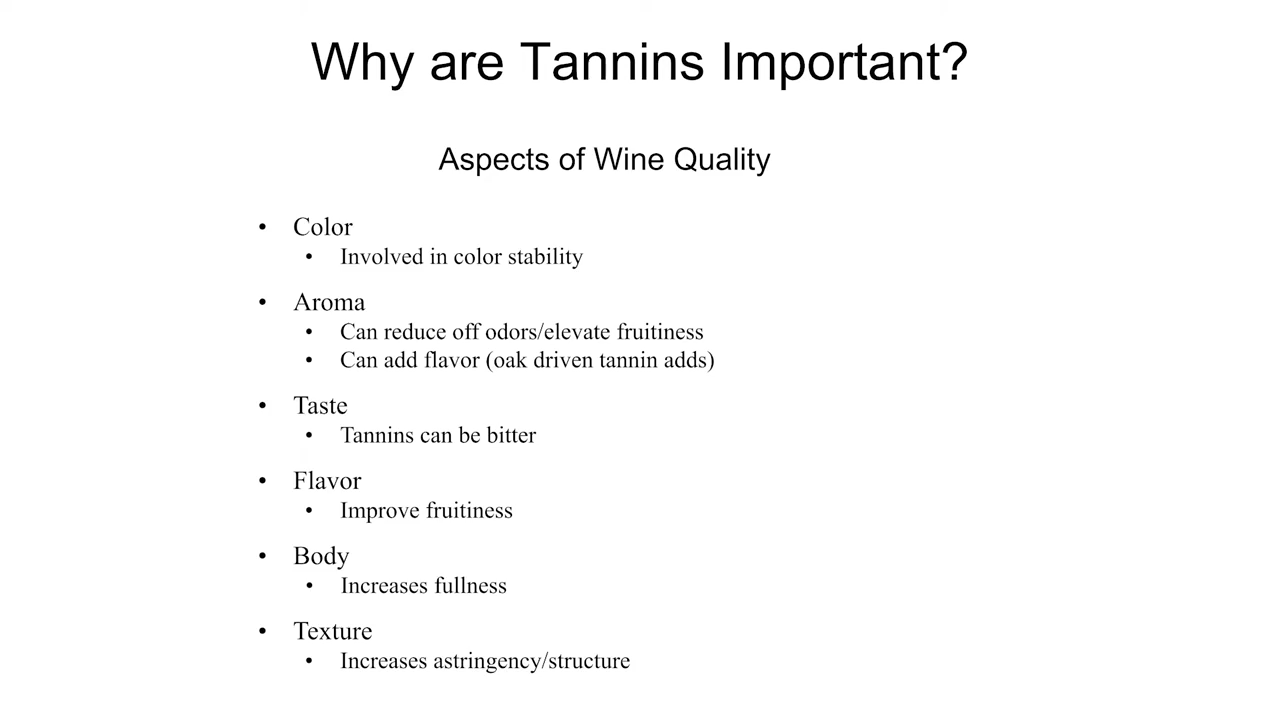 Why are Tannins Important?
Aspects of Wine Quality
• Color
• Involved in color stability
• Aroma
• Can reduce off odors/elevate fruitiness
• Can add flavor (oak driven tannin adds)
• Taste
• Tannins can be bitter
• Flavor
• Improve fruitiness
• Body
• Increases fullness
• Texture
• Increases astringency/structure